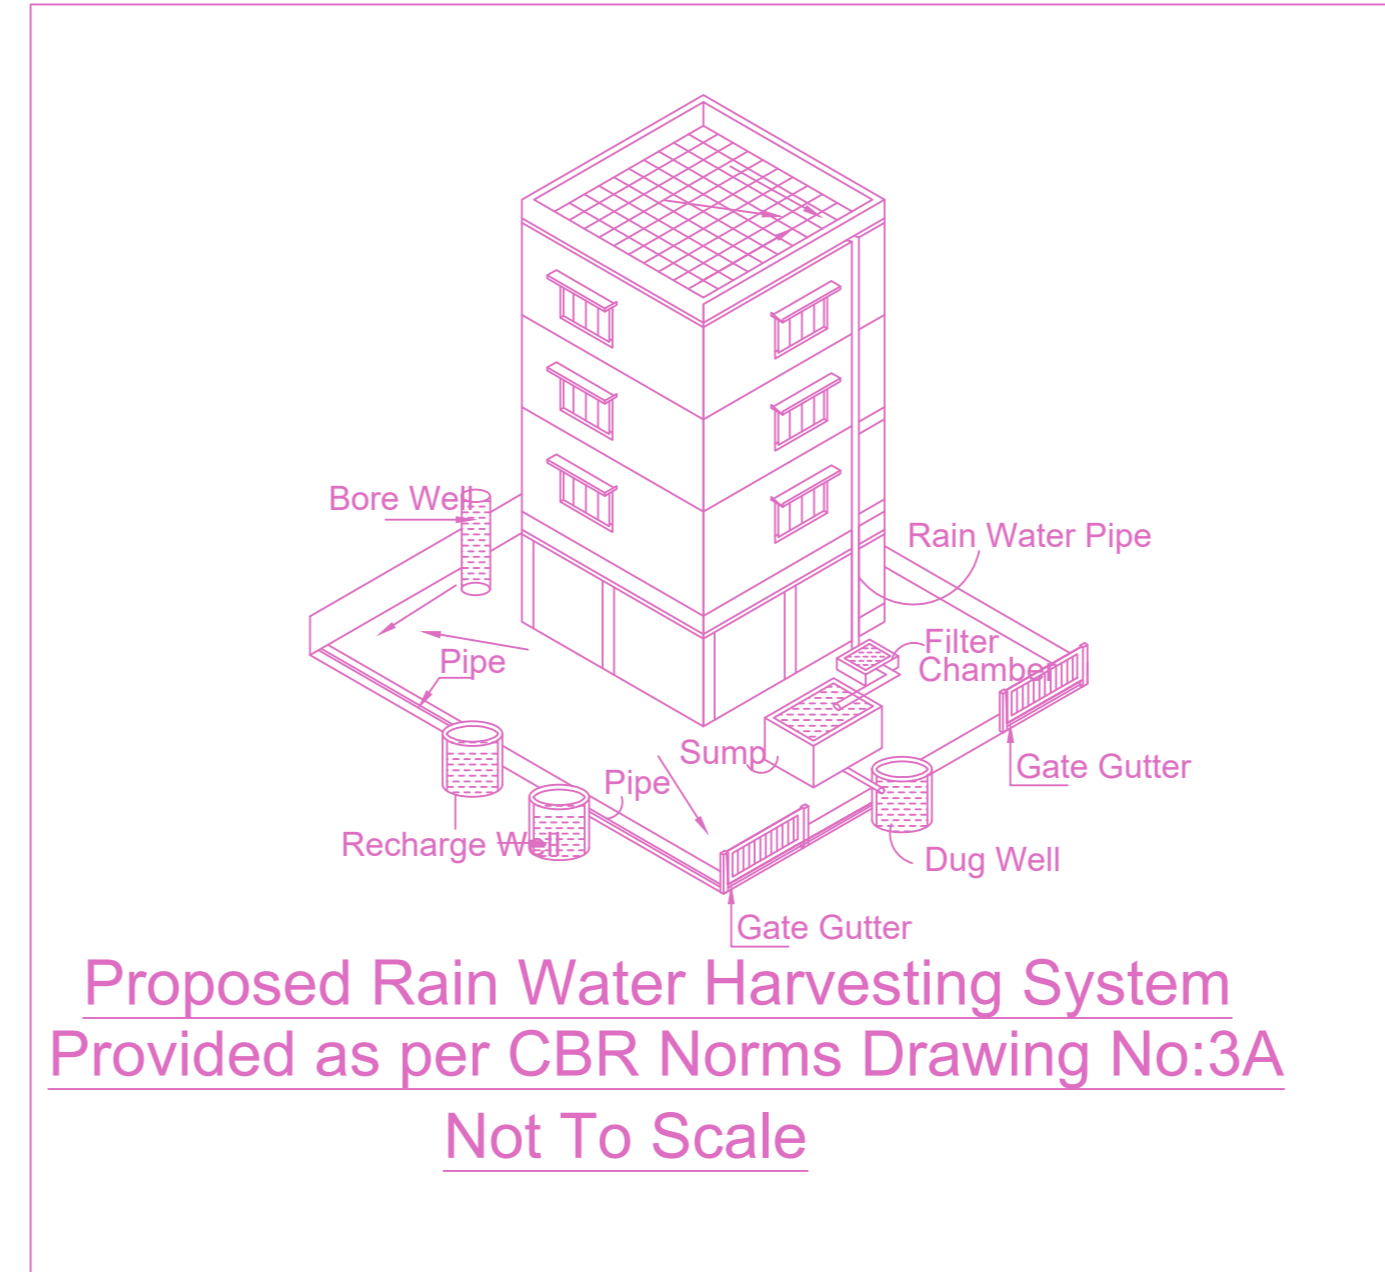 Bore Well
Rain Water Pipe
Filter
Chamber
Pipe
Sump
Gate Gutter
Pipe
Recharge Well
Dug Well
Gate Gutter
Proposed Rain Water Harvesting System
Provided as per CBR Norms Drawing No:3A
Not To Scale